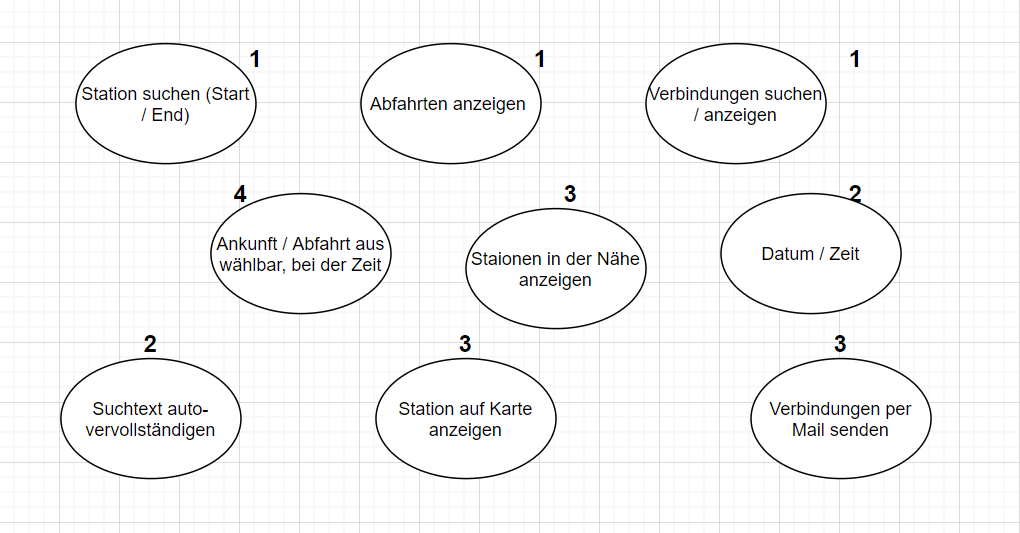 1
Station suchen (Start
/ End)
1
Abfahrten anzeigen
1
Verbindungen suchen
/ anzeigen
4
Ankunft / Abfahrt aus
wählbar, bei der Zeit
3
Staionen in der Nähe
anzeigen
2
Datum / Zeit
2
Suchtext auto-
vervollständigen
3
Station auf Karte
anzeigen
3
Verbindungen per
Mail senden